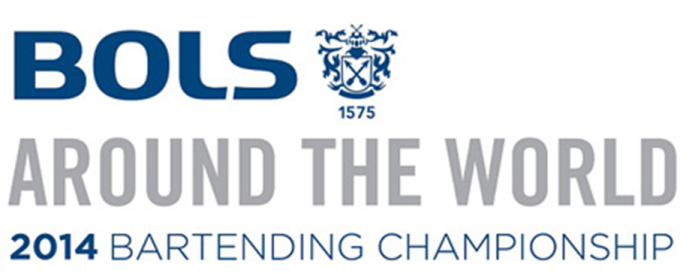 BOLS
1575
AROUND THE WORLD
2014 BARTENDING CHAMPIONSHIP